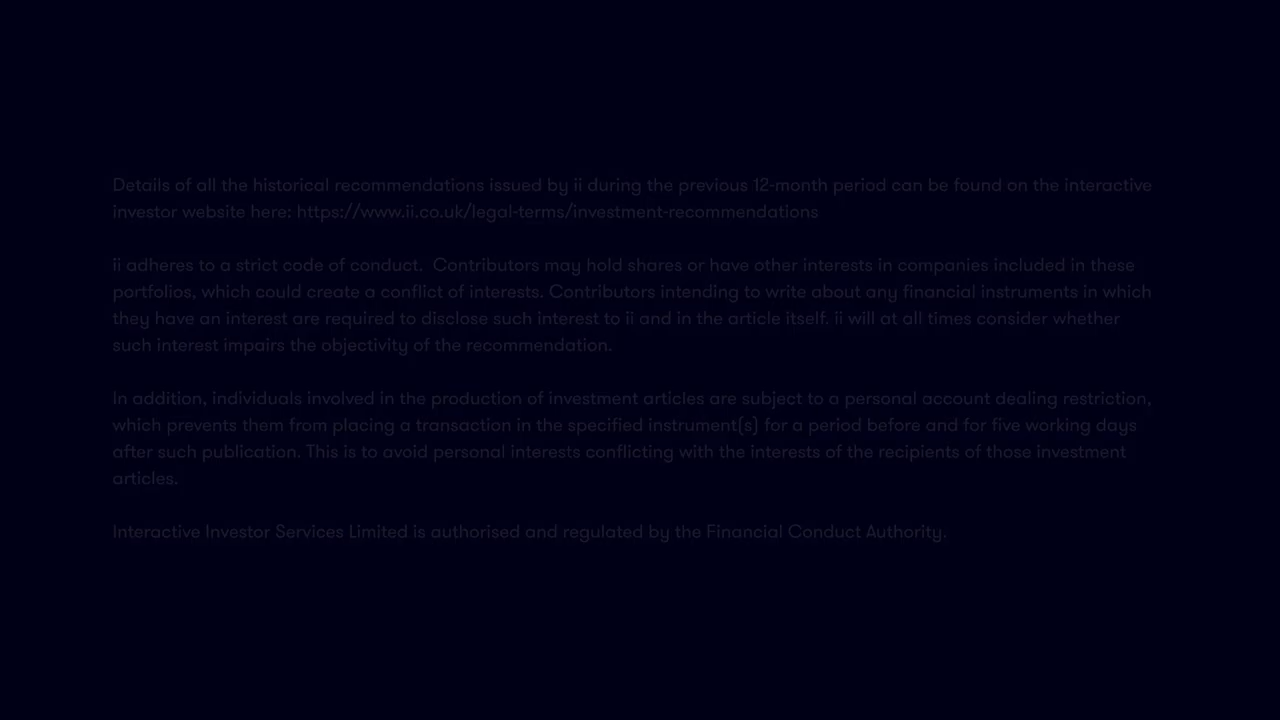 Details of all the historical recommendations issued by ii during the previous 12-month period can be found on the interactive
investor website here: https://www.ii.co.uk/legal-terms/investment-recommendations
ii adheres to a strict code of conduct.  Contributors may hold shares or have other interests in companies included in these
portfolios, which could create a conflict of interests. Contributors intending to write about any financial instruments in which
they have an interest are required to disclose such interest to ii and in the article itself. ii will at all times consider whether
such interest impairs the objectivity of the recommendation.
In addition, individuals involved in the production of investment articles are subject to a personal account dealing restriction,
which prevents them from placing a transaction in the specified instrument(s) for a period before and for five working days
after such publication. This is to avoid personal interests conflicting with the interests of the recipients of those investment
articles.
Interactive Investor Services Limited is authorised and regulated by the Financial Conduct Authority.